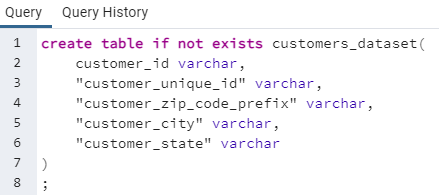 Query Query History
1 create table if not exists customers_dataset(
2 customer_id varchar,
3 "customer_unique_id" varchar,
4 "customer_zip_code_prefix" varchar,
5 "customer_city" varchar,
6 "customer_state" varchar
7 )
8 ;